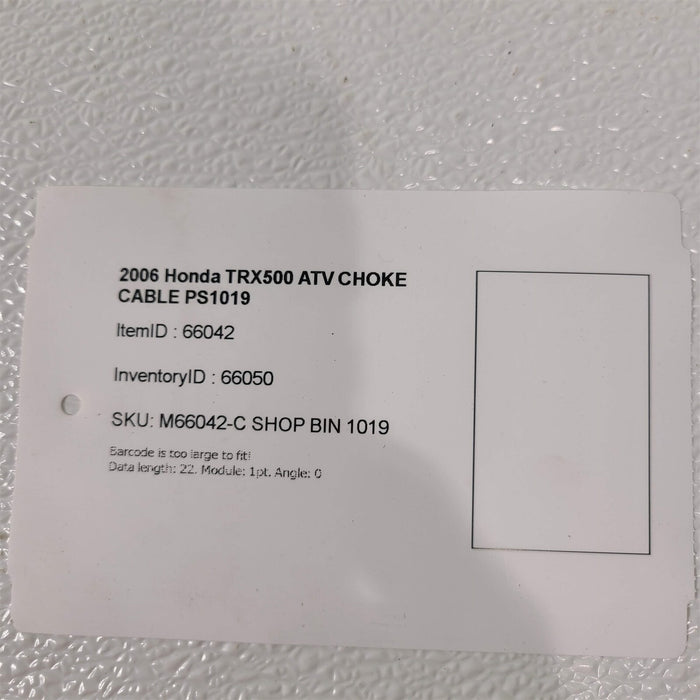 2006 Honda TRX500 ATV CHOKE
CABLE PS1019
ItemID : 66042
InventoryID : 66050
SKU: M66042-C SHOP BIN 1019
Barcode is too large to fit!
Data length: 22, Module: 1pt, Angle: 0